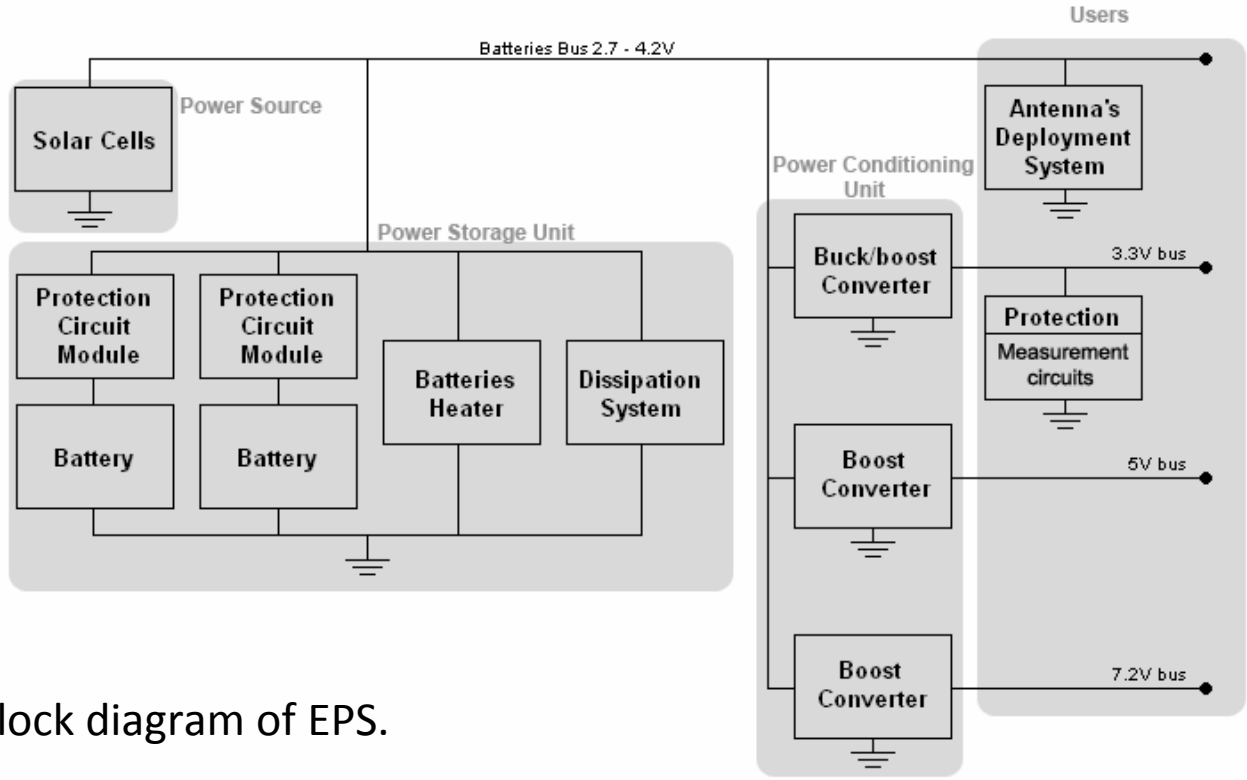 Users
Batteries Bus 2.7 - 4.2V
Power Source
Solar Cells
Antenna's
Deployment
System
Power Conditioning
Unit
Power Storage Unit
Protection
Circuit
Module
Protection
Circuit
Module
Batteries
Heater
Dissipation
System
Battery
Battery
Buck/boost
Converter
3.3V bus
Protection
Measurement
circuits
Boost
Converter
5V bus
Boost
Converter
7.2V bus
lock diagram of EPS.